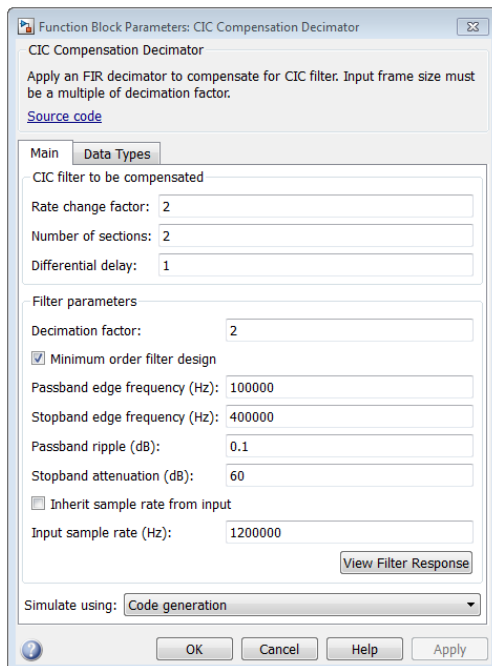 Function Block Parameters: CIC Compensation Decimator
CIC Compensation Decimator
Apply an FIR decimator to compensate for CIC filter. Input frame size must
be a multiple of decimation factor.
Source code
Main Data Types
CIC filter to be compensated
Rate change factor: 2
Number of sections: 2
Differential delay: 1
Filter parameters
Decimation factor: 2
Minimum order filter design
Passband edge frequency (Hz): 100000
Stopband edge frequency (Hz): 400000
Passband ripple (dB): 0.1
Stopband attenuation (dB): 60
Inherit sample rate from input
Input sample rate (Hz): 1200000
View Filter Response
Simulate using: Code generation
? OK Cancel Help Apply